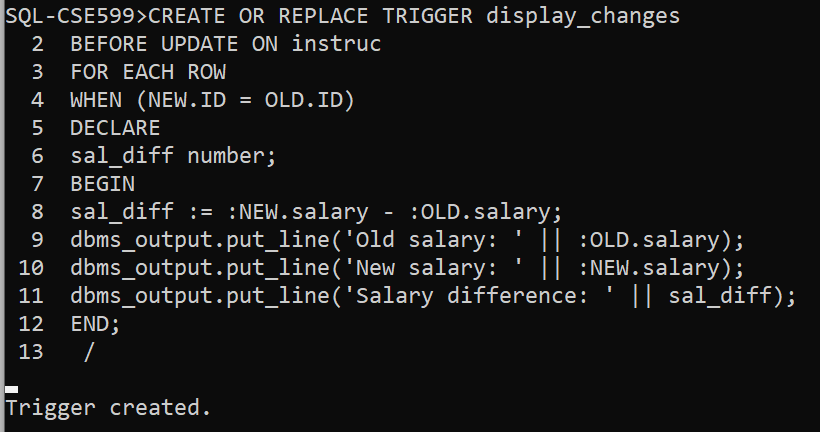 SQL-CSE599>CREATE OR REPLACE TRIGGER display_changes
2 BEFORE UPDATE ON instruc
3 FOR EACH ROW
4 WHEN (NEW.ID = OLD.ID)
5 DECLARE
6 sal_diff number;
7 BEGIN
8 sal_diff := :NEW.salary - :OLD.salary;
9 dbms_output.put_line('Old salary: ' || :OLD.salary);
10 dbms_output.put_line('New salary: ' || :NEW.salary);
11 dbms_output.put_line('Salary difference: ' || sal_diff);
12 END;
13 /
Trigger created.